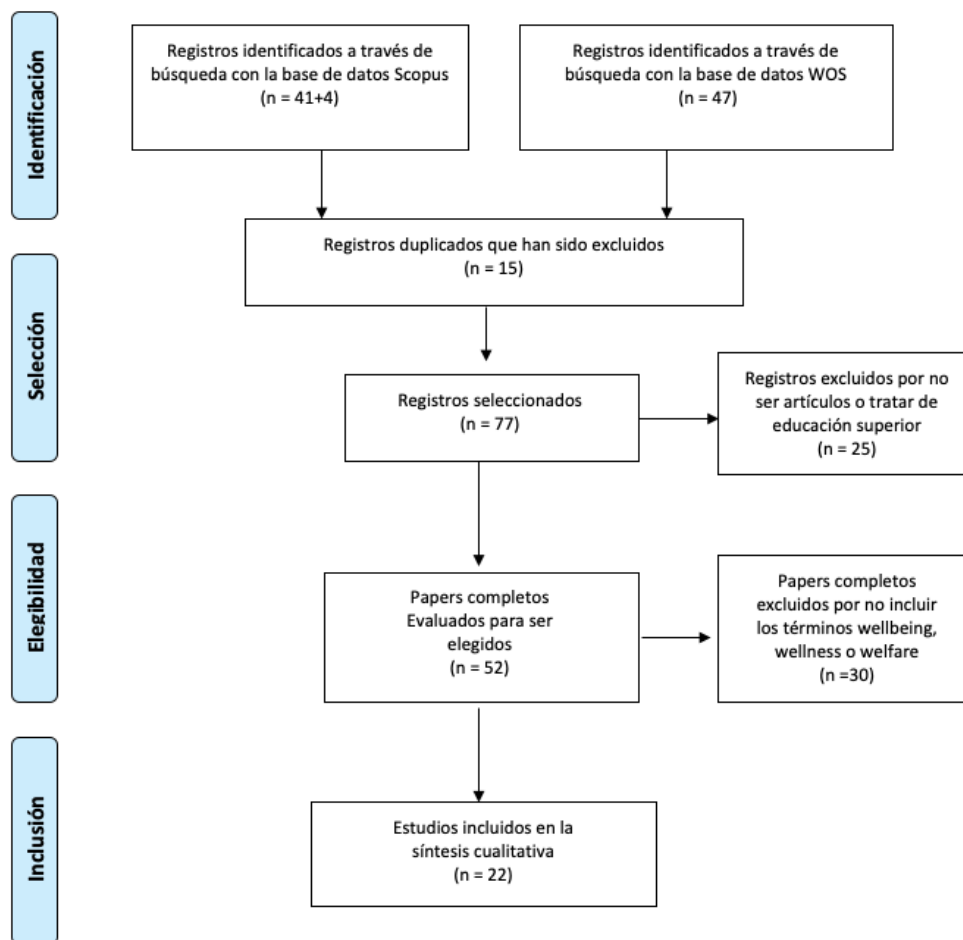 Identificación
Registros identificados a través de
búsqueda con la base de datos Scopus
(n = 41+4)
Registros identificados a través de
búsqueda con la base de datos WOS
(n = 47)
Registros duplicados que han sido excluidos
(n = 15)
Selección
Registros seleccionados
(n = 77)
Registros excluidos por no
ser artículos o tratar de
educación superior
(n = 25)
Elegibilidad
Papers completos
Evaluados para ser
elegidos
(n = 52)
Papers completos
excluidos por no incluir
los términos wellbeing,
wellness o welfare
(n =30)
Inclusión
Estudios incluidos en la
síntesis cualitativa
(n = 22)